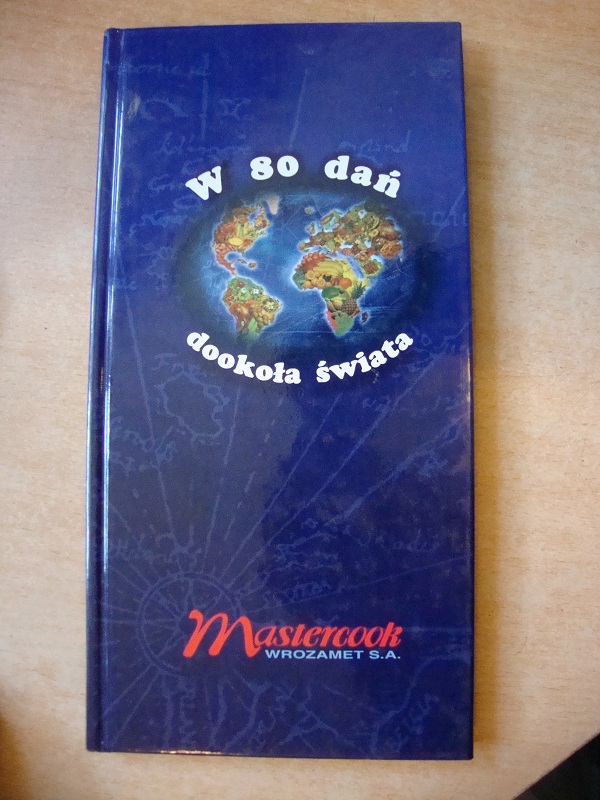 W 80 dań
dookoła świata
Mastercook
WROZAMET S.A.